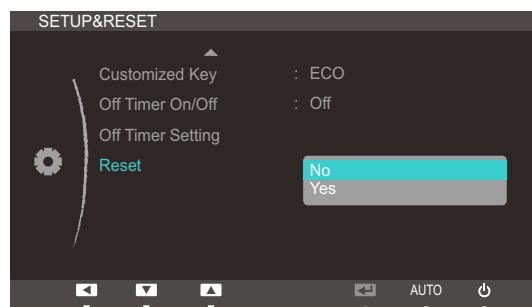 SETUP&RESET
Customized Key : ECO
Off Timer On/Off : Off
Off Timer Setting
Reset
No
Yes
AUTO